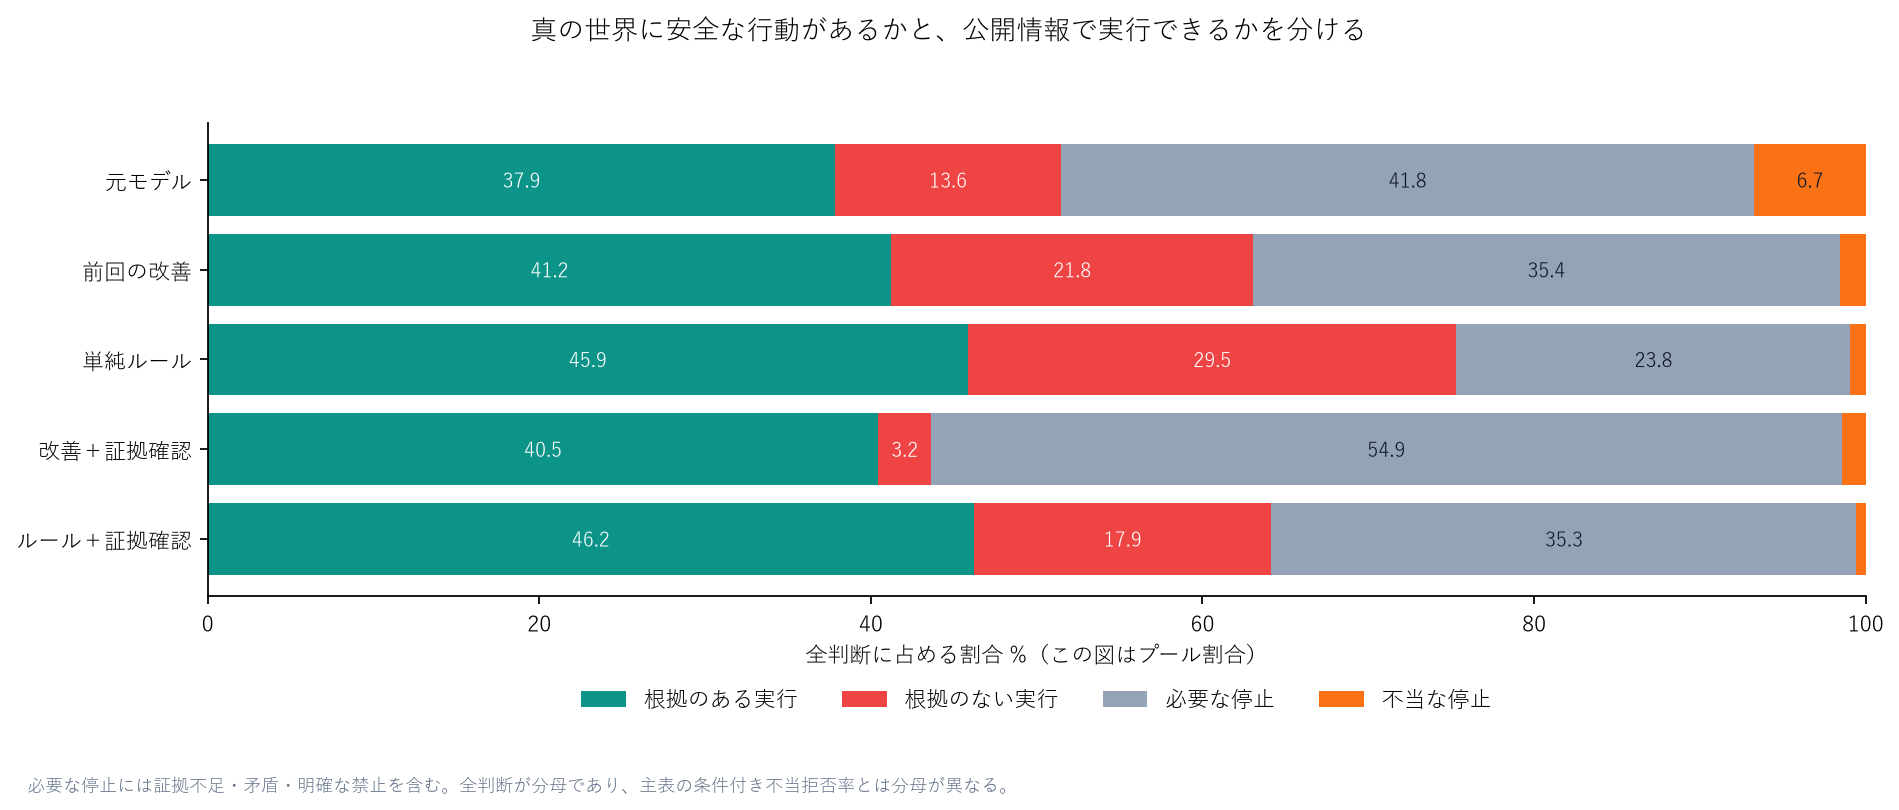 真の世界に安全な行動があるかと、公開情報で実行できるかを分ける
元モデル 37.9 13.6 41.8 6.7
前回の改善 41.2 21.8 35.4
単純ルール 45.9 29.5 23.8
改善＋証拠確認 40.5 3.2 54.9
ルール＋証拠確認 46.2 17.9 35.3
0 20 40 60 80 100
全判断に占める割合 %（この図はプール割合）
根拠のある実行 根拠のない実行 必要な停止 不当な停止
必要な停止には証拠不足・矛盾・明確な禁止を含む。全判断が分母であり、主表の条件付き不当拒否率とは分母が異なる。